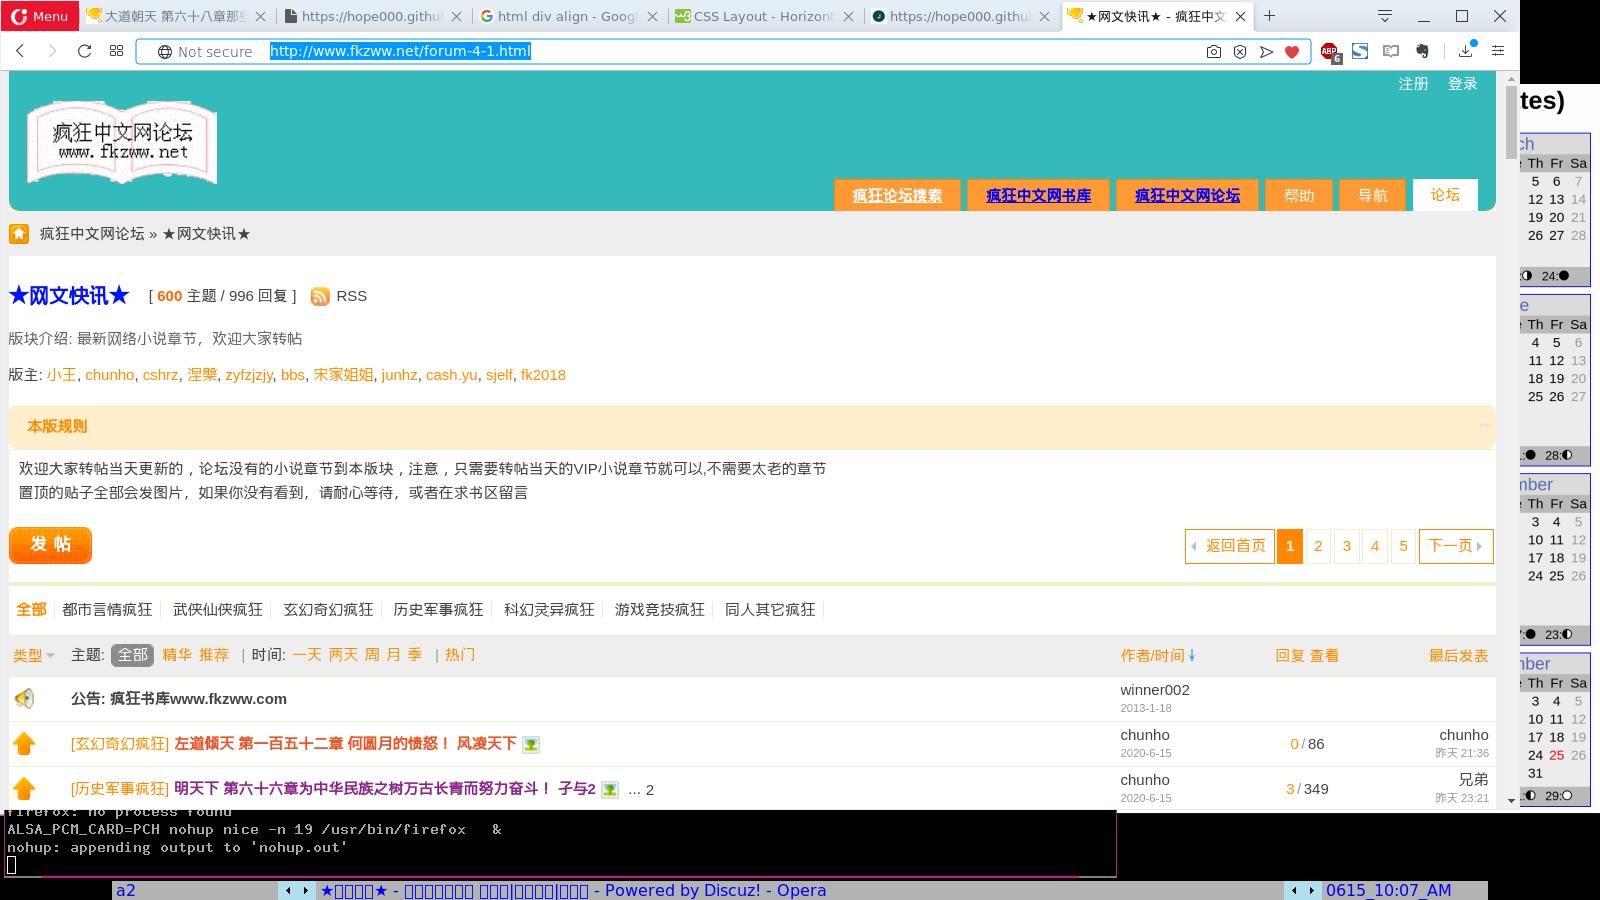 Menu
大道朝天 第六十八章那些
https://hope000.githu
html div align - Googl
CSS Layout - Horizont
https://hope000.github
★网文快讯★ - 疯狂中文
Not secure
http://www.fkzww.net/forum-4-1.html
6
注册 登录
疯狂中文网论坛
www.fkzww.net
疯狂论坛搜索 疯狂中文网书库 疯狂中文网论坛 帮助 导航 论坛
疯狂中文网论坛 » ★网文快讯★
★网文快讯★ [ 600 主题 / 996 回复 ] RSS
版块介绍: 最新网络小说章节，欢迎大家转帖
版主: 小王, chunho, cshrz, 涅槃, zyfzjzjy, bbs, 宋家姐姐, junhz, cash.yu, sjelf, fk2018
本版规则
欢迎大家转帖当天更新的，论坛没有的小说章节到本版块，注意，只需要转帖当天的VIP小说章节就可以,不需要太老的章节
置顶的贴子全部会发图片，如果你没有看到，请耐心等待，或者在求书区留言
发 帖
返回首页 1 2 3 4 5 下一页
全部 都市言情疯狂 武侠仙侠疯狂 玄幻奇幻疯狂 历史军事疯狂 科幻灵异疯狂 游戏竞技疯狂 同人其它疯狂
类型 主题: 全部 精华 推荐 | 时间: 一天 两天 周 月 季 | 热门 作者/时间 回复 查看 最后发表
公告: 疯狂书库www.fkzww.com winner002
2013-1-18
[玄幻奇幻疯狂] 左道倾天 第一百五十二章 何圆月的愤怒！ 风凌天下 chunho 0 / 86 chunho
2020-6-15 昨天 21:36
[历史军事疯狂] 明天下 第六十六章为中华民族之树万古长青而努力奋斗！ 孑与2 ... 2 chunho 3 / 349 兄弟
2020-6-15 昨天 23:21
firefox: no process found
ALSA_PCM_CARD=PCH nohup nice -n 19 /usr/bin/firefox &
nohup: appending output to 'nohup.out'
a2
- Powered by Discuz! - Opera
0615_10:07_AM
tes)
ch
Th Fr Sa
5 6 7
12 13 14
19 20 21
26 27 28
24:
e
Th Fr Sa
4 5 6
11 12 13
18 19 20
25 26 27
28:
mber
Th Fr Sa
3 4 5
10 11 12
17 18 19
24 25 26
23:
mber
Th Fr Sa
3 4 5
10 11 12
17 18 19
24 25 26
31
29: